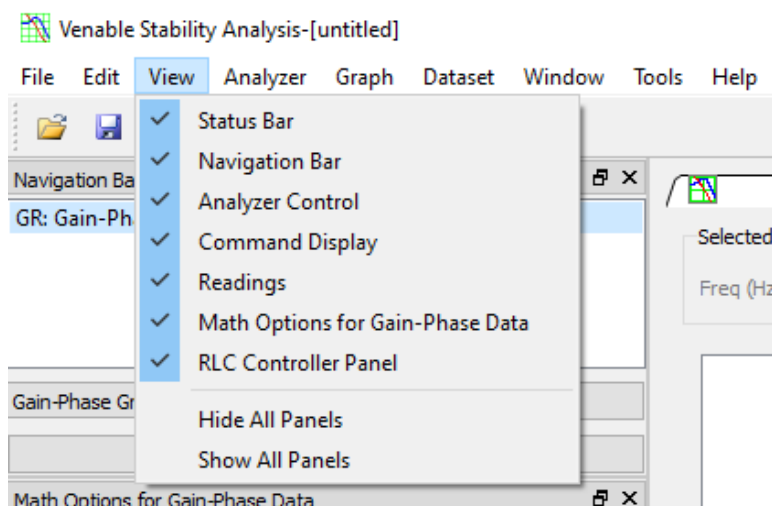 Venable Stability Analysis-[untitled]
File Edit View Analyzer Graph Dataset Window Tools Help
Status Bar
Navigation Bar
Analyzer Control
Command Display
Readings
Math Options for Gain-Phase Data
RLC Controller Panel
Hide All Panels
Show All Panels
Navigation Ba
GR: Gain-Ph
Gain-Phase Gr
Math Options for Gain-Phase Data
Selected
Freq (Hz